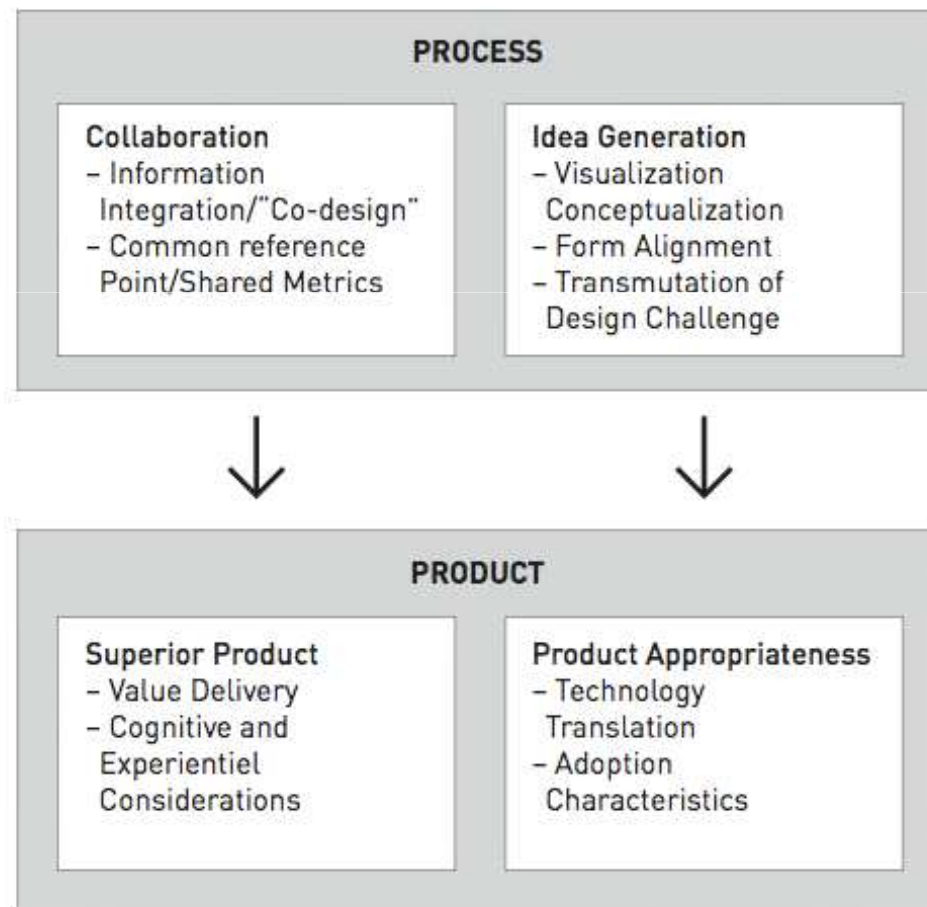 PROCESS
Collaboration
– Information
Integration/"Co-design"
– Common reference
Point/Shared Metrics
Idea Generation
– Visualization
Conceptualization
– Form Alignment
– Transmutation of
Design Challenge
PRODUCT
Superior Product
– Value Delivery
– Cognitive and
Experientiel
Considerations
Product Appropriateness
– Technology
Translation
– Adoption
Characteristics